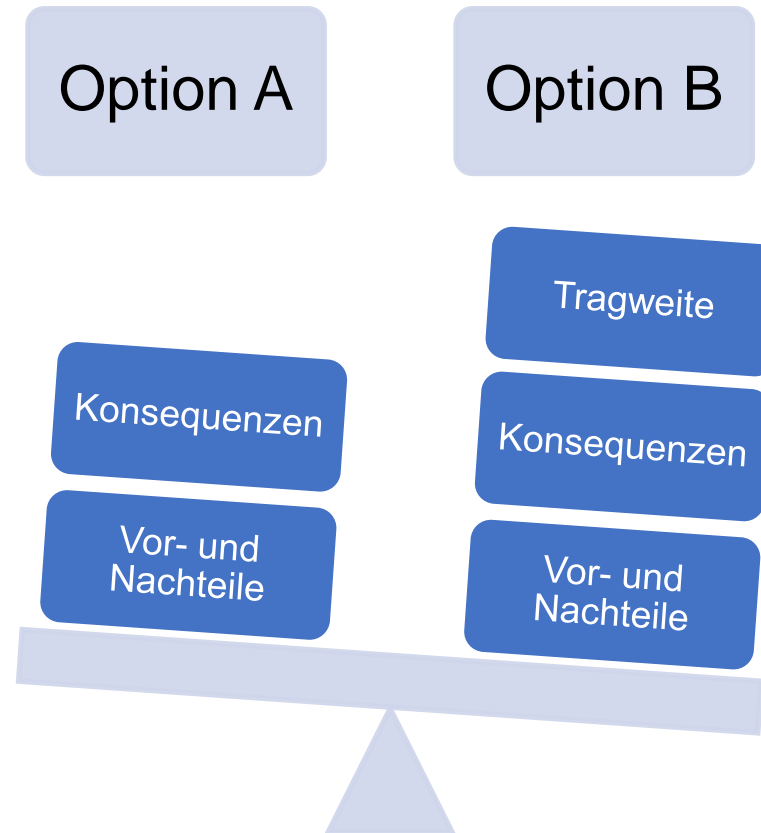 Option A
Option B
Konsequenzen
Vor- und
Nachteile
Tragweite
Konsequenzen
Vor- und
Nachteile